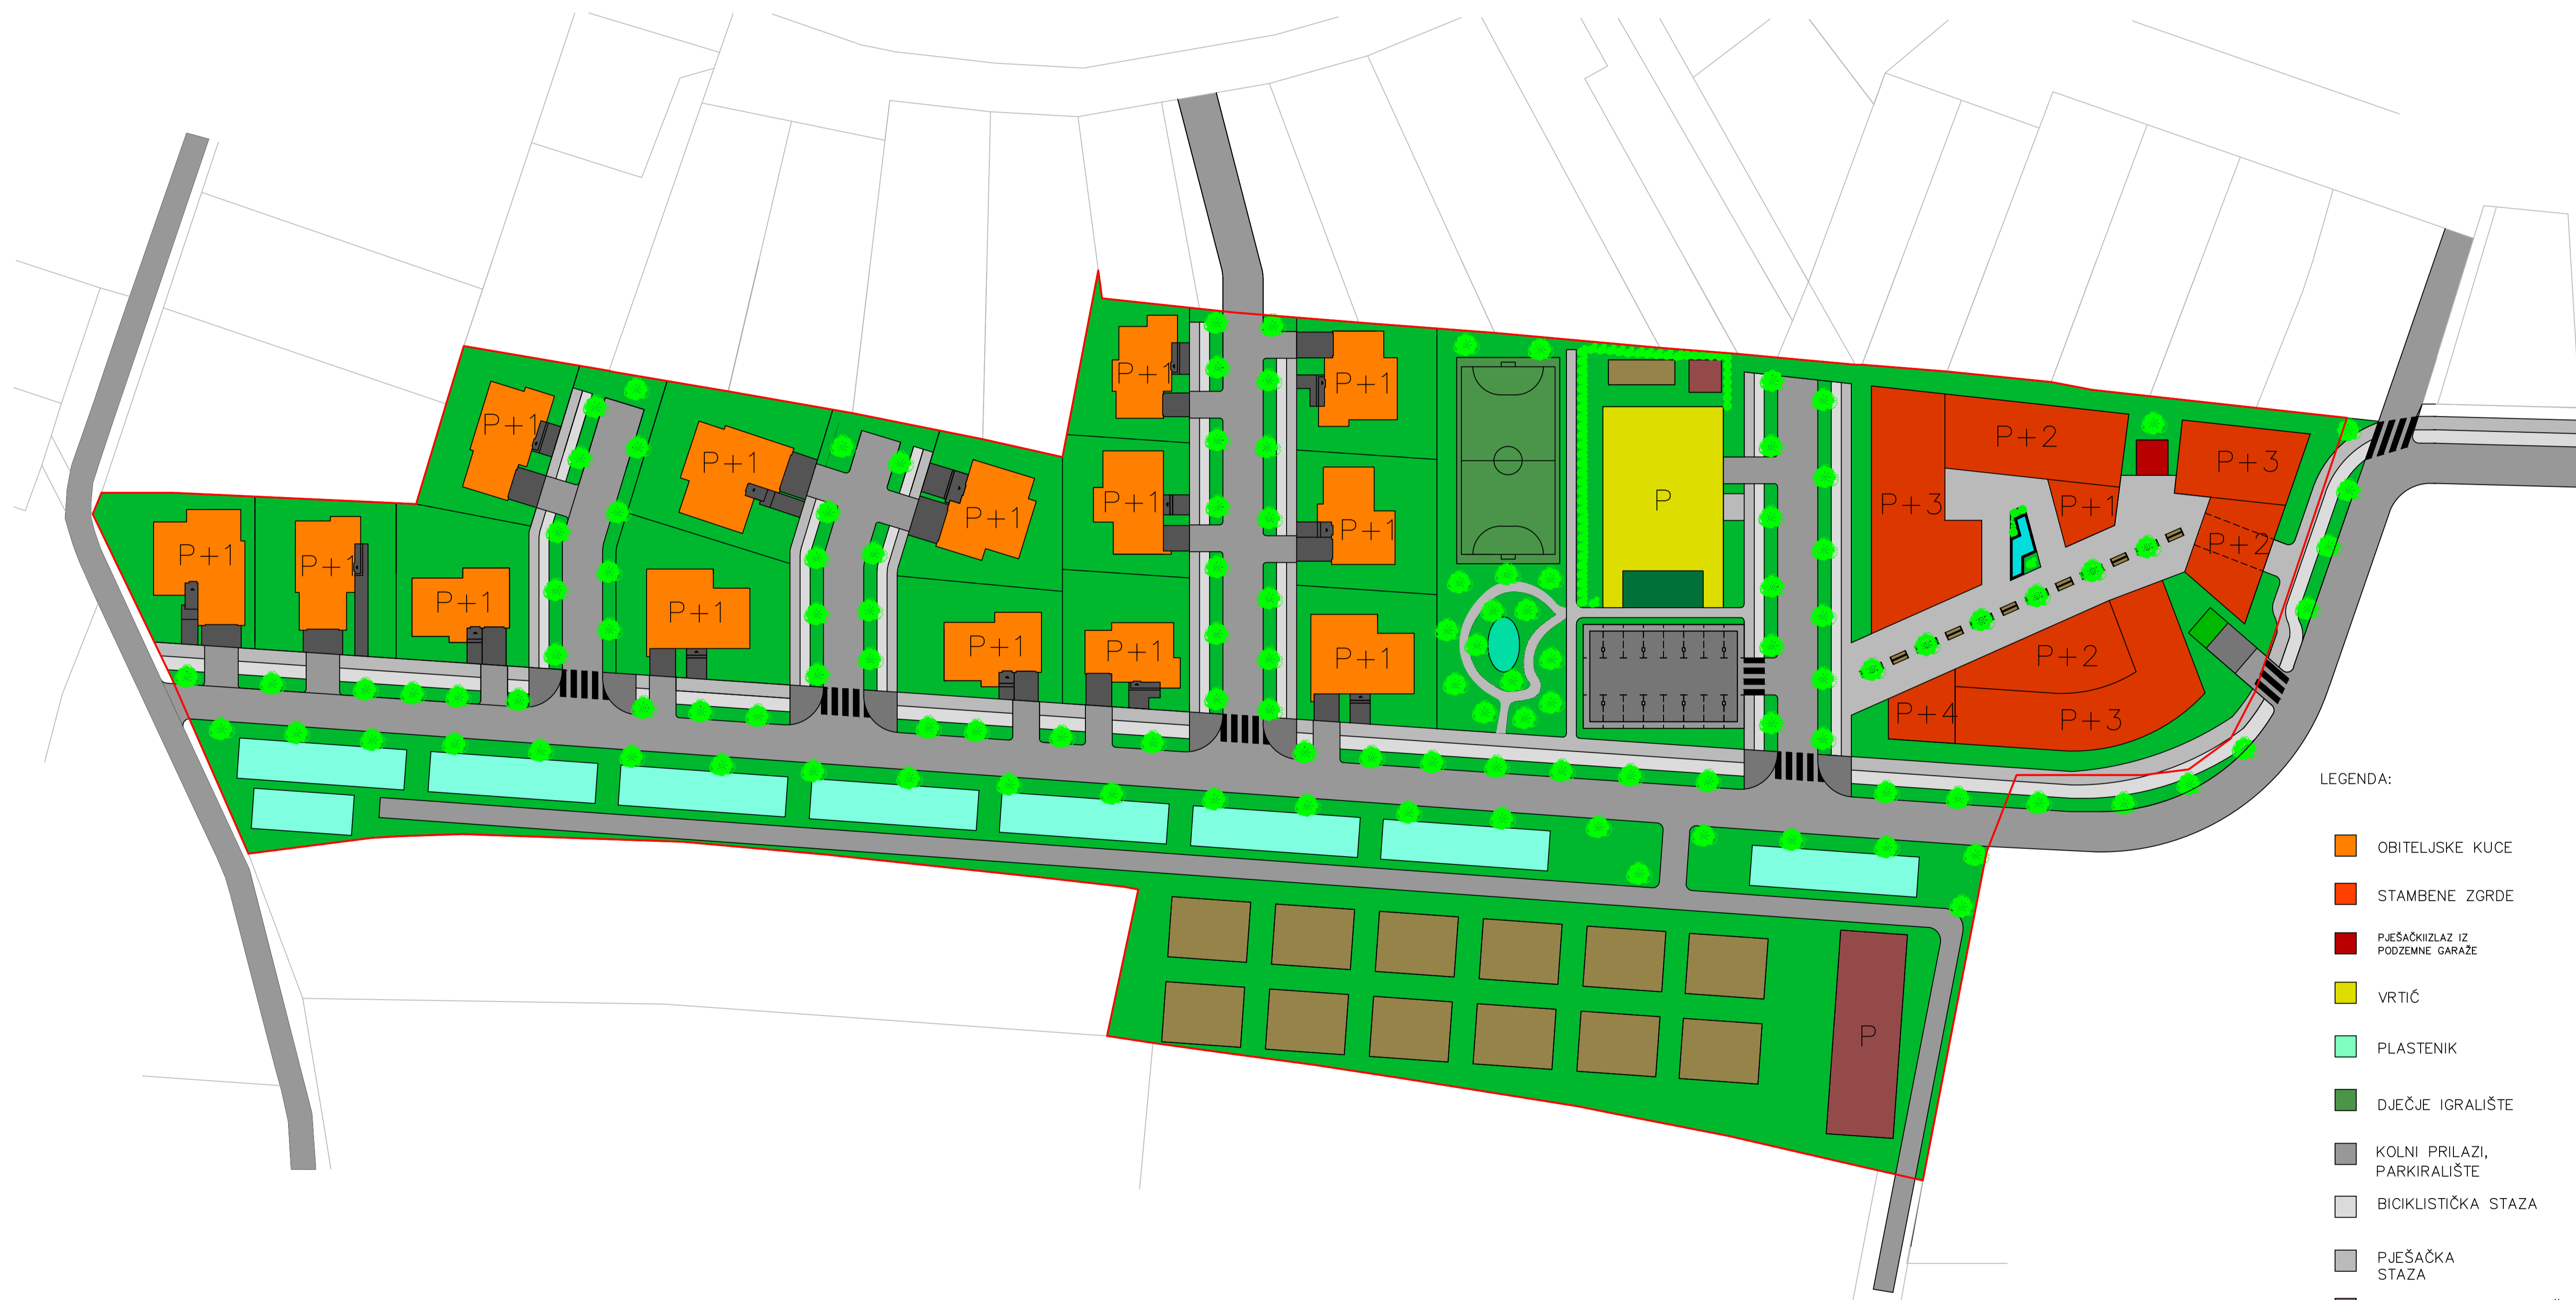 P+1
P+1
P+1
P+2
P+1
P+3
P
P+1
P+3
P+1
P+1
P+1
P+2
P+1
P+1
P+1
P+1
P+1
P+1
P+2
P+1
P+4
P+3
P
LEGENDA:
OBITELJSKE KUCE
STAMBENE ZGRDE
PJEŠAČKIIZLAZ IZ
PODZEMNE GARAŽE
VRTIĆ
PLASTENIK
DJEČJE IGRALIŠTE
KOLNI PRILAZI,
PARKIRALIŠTE
BICIKLISTIČKA STAZA
PJEŠAČKA
STAZA